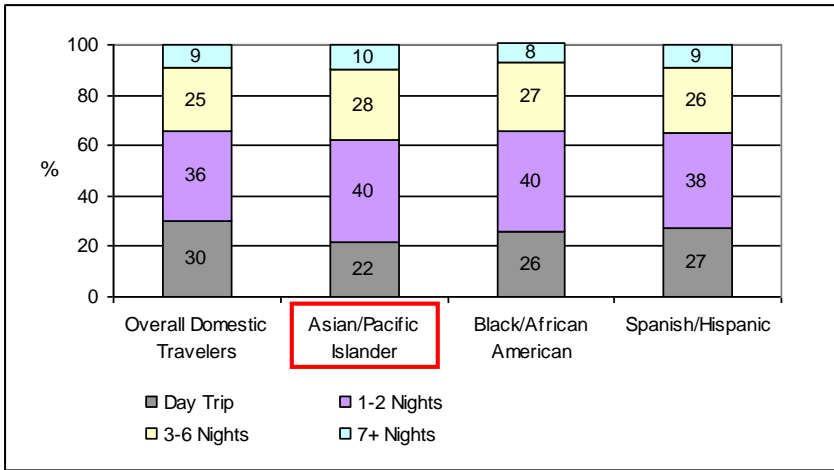 100
80
60
40
20
0
%
9
10
8
9
25
28
27
26
36
40
40
38
30
22
26
27
Overall Domestic
Travelers
Asian/Pacific
Islander
Black/African
American
Spanish/Hispanic
Day Trip
1-2 Nights
3-6 Nights
7+ Nights